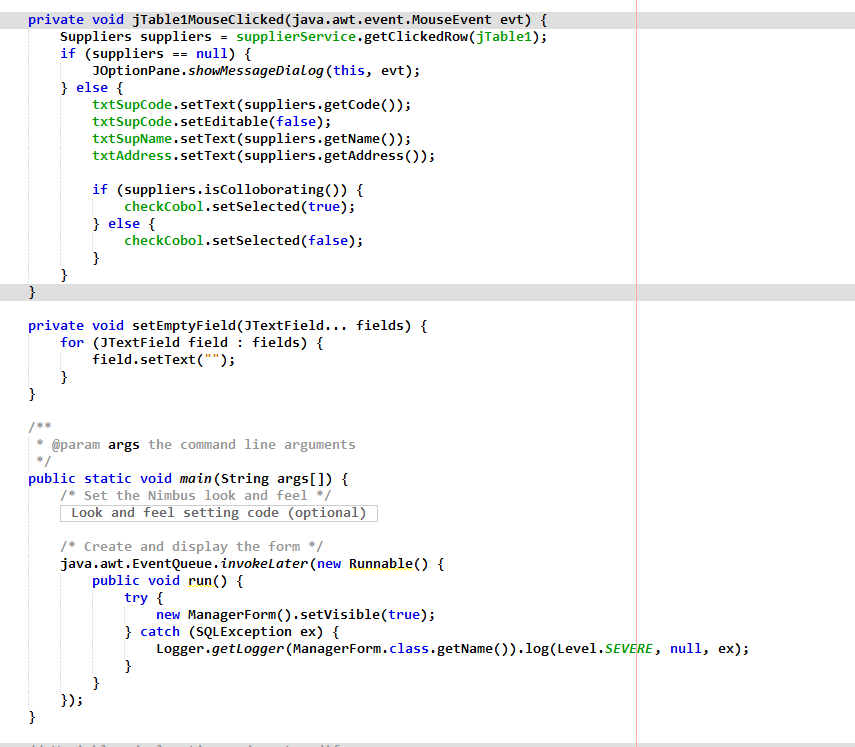 private void jTable1MouseClicked(java.awt.event.MouseEvent evt) {
Suppliers suppliers = supplierService.getClickedRow(jTable1);
if (suppliers == null) {
JOptionPane.showMessageDialog(this, evt);
} else {
txtSupCode.setText(suppliers.getCode());
txtSupCode.setEditable(false);
txtSupName.setText(suppliers.getName());
txtAddress.setText(suppliers.getAddress());
if (suppliers.isColloborating()) {
checkCobol.setSelected(true);
} else {
checkCobol.setSelected(false);
}
}
}
private void setEmptyField(JTextField... fields) {
for (JTextField field : fields) {
field.setText("");
}
}
/**
* @param args the command line arguments
*/
public static void main(String args[]) {
/* Set the Nimbus look and feel */
Look and feel setting code (optional)
/* Create and display the form */
java.awt.EventQueue.invokeLater(new Runnable() {
public void run() {
try {
new ManagerForm().setVisible(true);
} catch (SQLException ex) {
Logger.getLogger(ManagerForm.class.getName()).log(Level.SEVERE, null, ex);
}
}
});
}